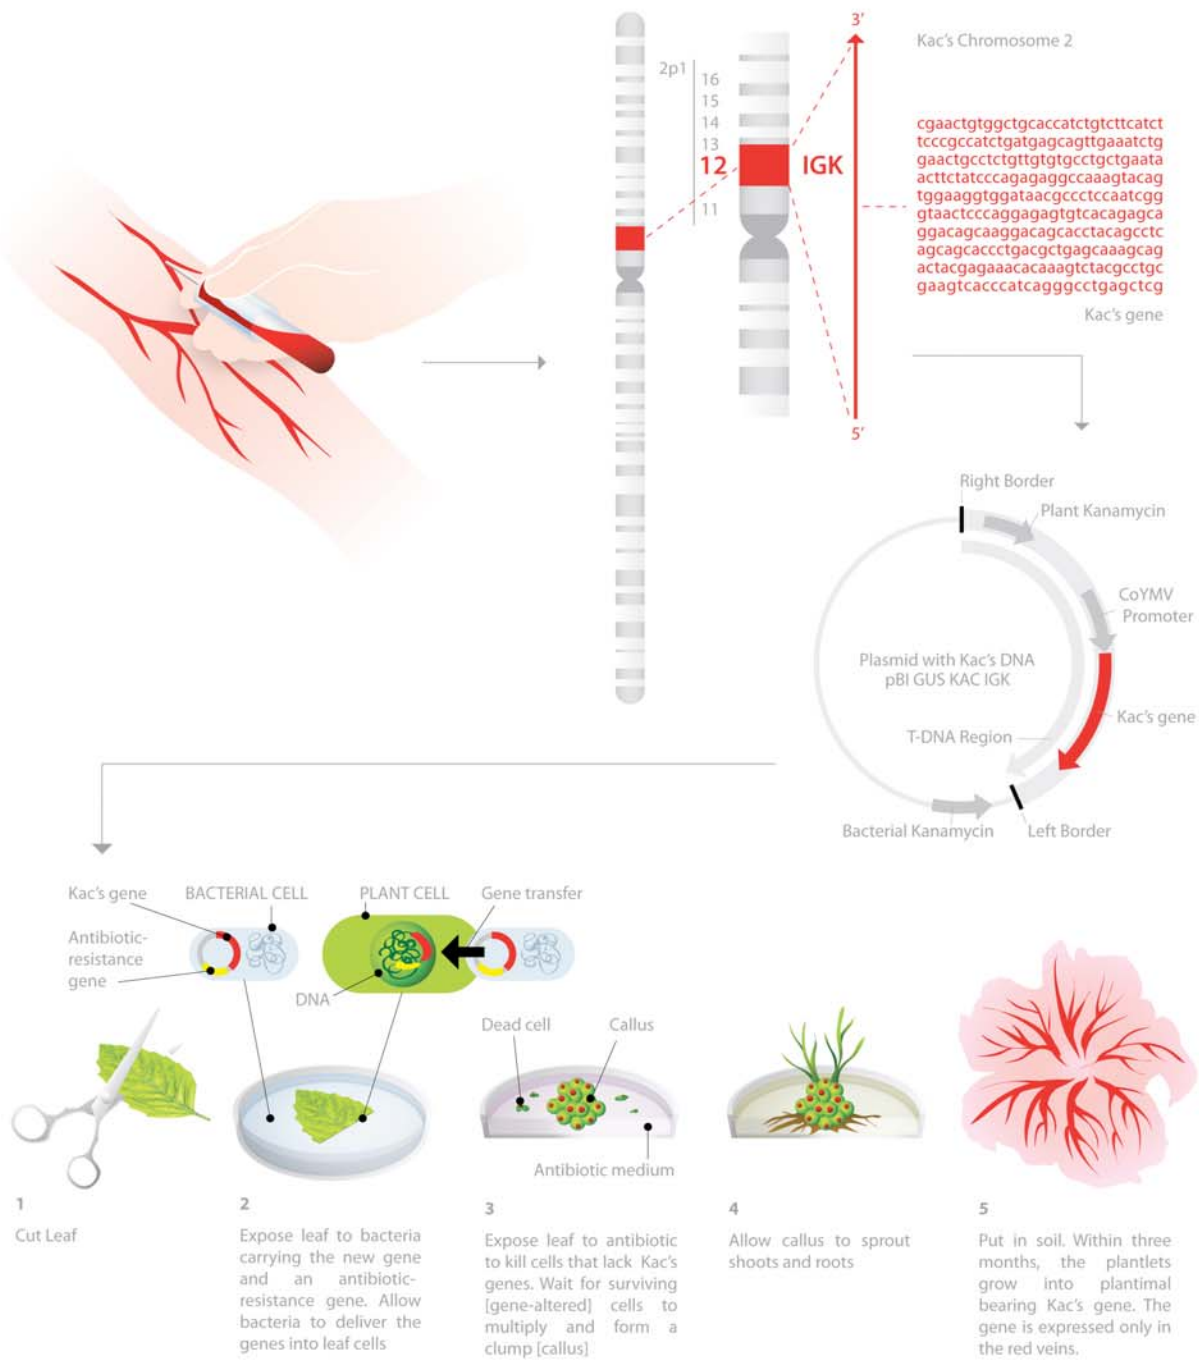 3'
Kac's Chromosome 2
2p1
16
15
14
13
12
11
IGK
cgaactgtggctgcaccatctgtcttcatct
tcccgccatctgatgagcagttgaaatctg
gaactgcctctgttgtgtgcctgctgaata
acttctatcccagagaggccaaagtacag
tggaaggtggataacgccctccaatcgg
gtaactcccaggagagtgtcacagagca
ggacagcaaggacagcacctacagcctc
agcagcaccctgacgctgagcaaagcag
actacgagaaacacaaagtctacgcctgc
gaagtcacccatcagggcctgagctcg
Kac's gene
5'
Right Border
Plant Kanamycin
CoYMV
Promoter
Plasmid with Kac's DNA
pBI GUS KAC IGK
Kac's gene
T-DNA Region
Bacterial Kanamycin
Left Border
Kac's gene
BACTERIAL CELL
PLANT CELL
Gene transfer
Antibiotic-
resistance
gene
DNA
Dead cell
Callus
Antibiotic medium
1
Cut Leaf
2
Expose leaf to bacteria
carrying the new gene
and an antibiotic-
resistance gene. Allow
bacteria to deliver the
genes into leaf cells
3
Expose leaf to antibiotic
to kill cells that lack Kac's
genes. Wait for surviving
[gene-altered] cells to
multiply and form a
clump [callus]
4
Allow callus to sprout
shoots and roots
5
Put in soil. Within three
months, the plantlets
grow into plantimal
bearing Kac's gene. The
gene is expressed only in
the red veins.